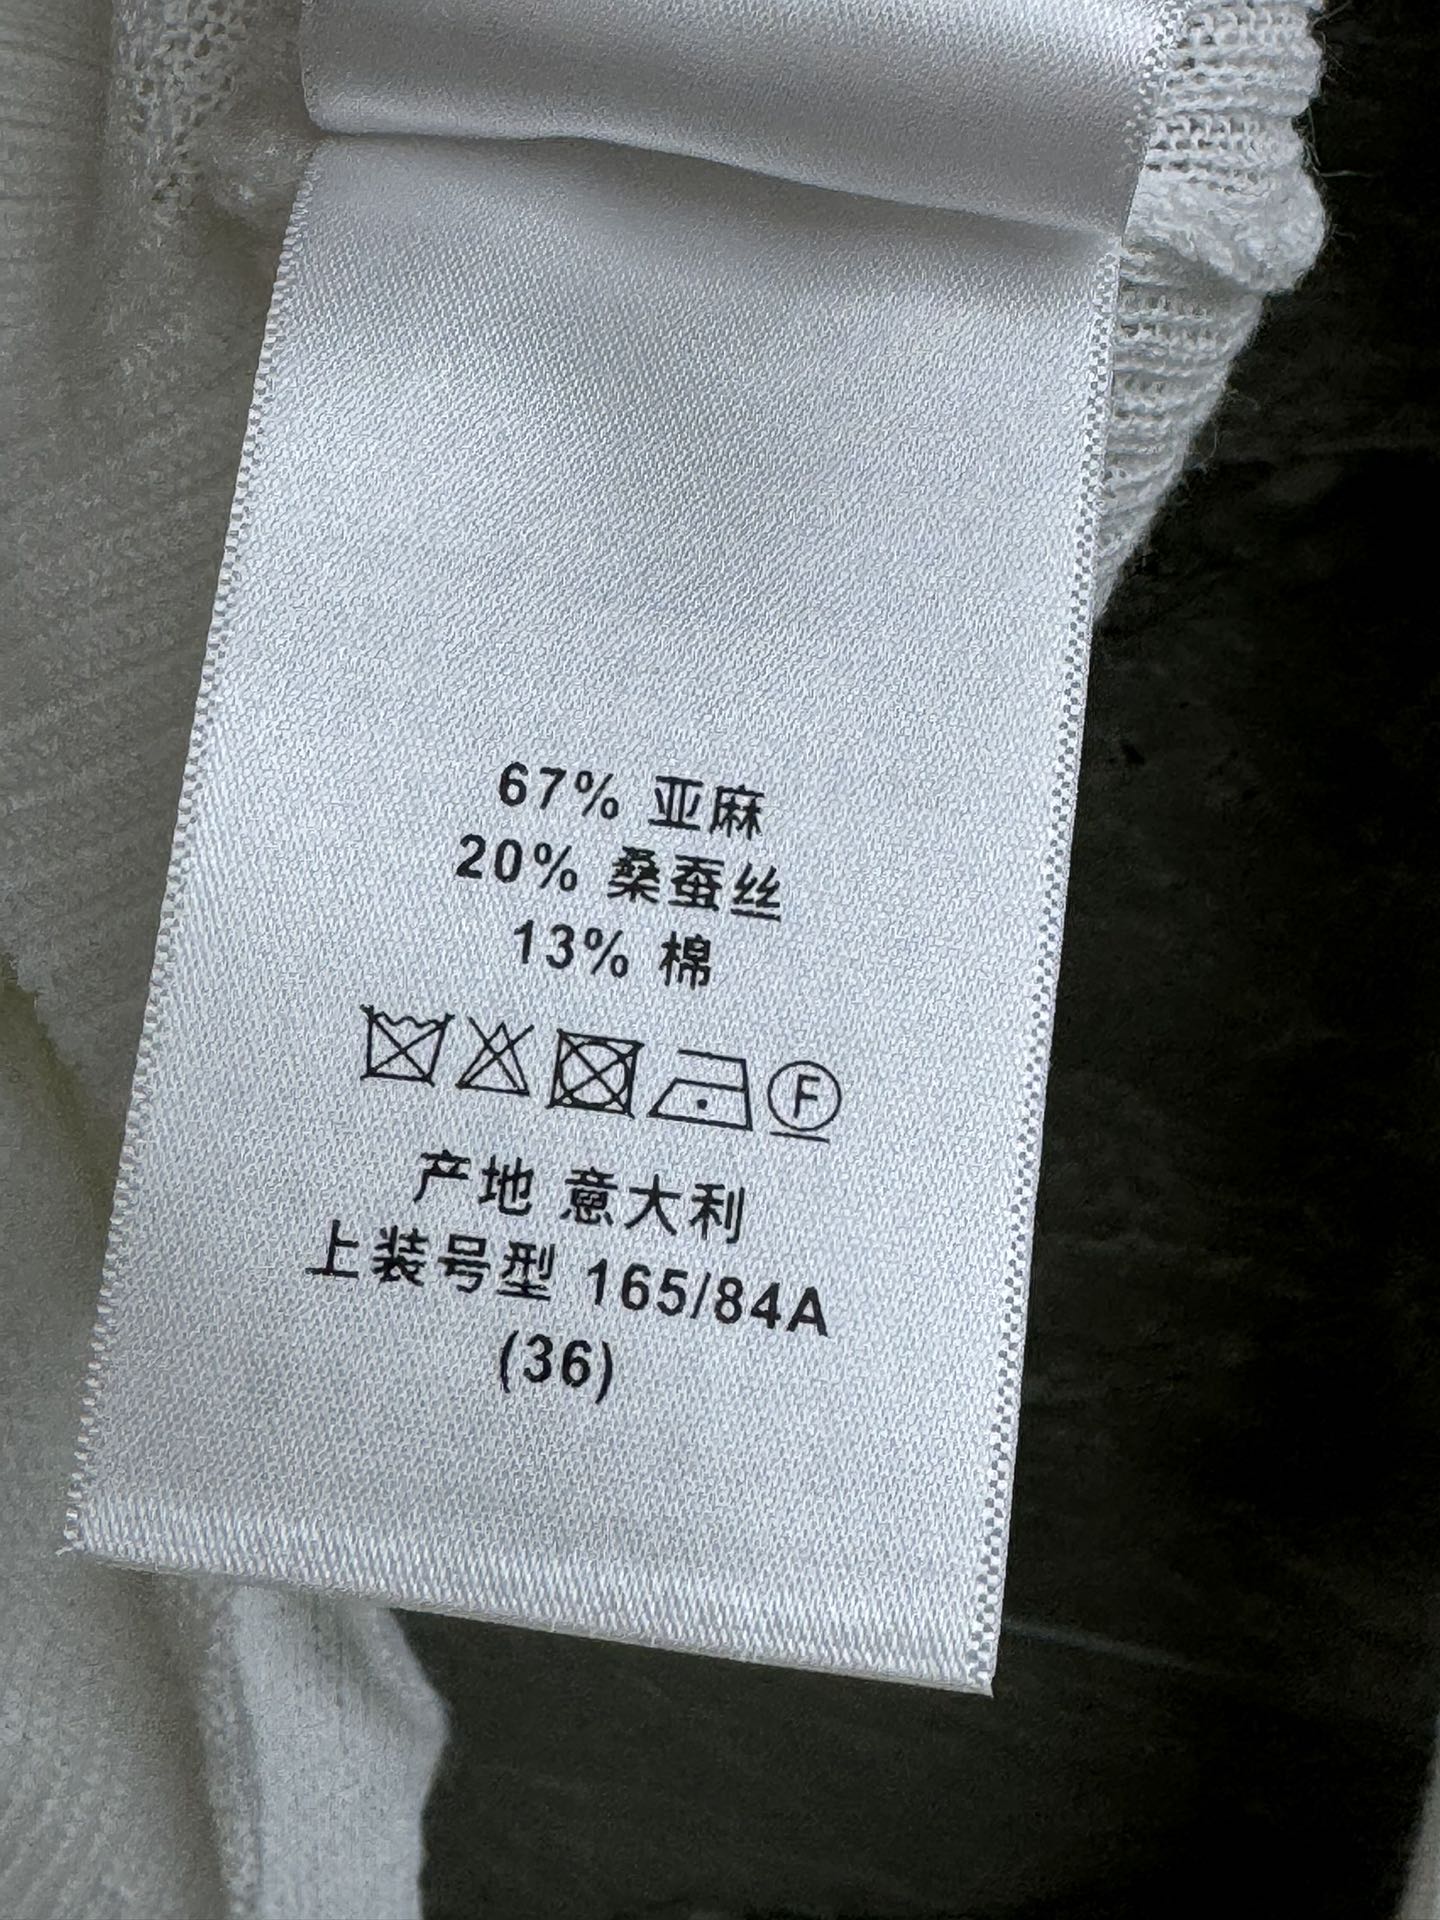 67% 亚麻
20% 桑蚕丝
13% 棉
F
产地 意大利
上装号型 165/84A
(36)